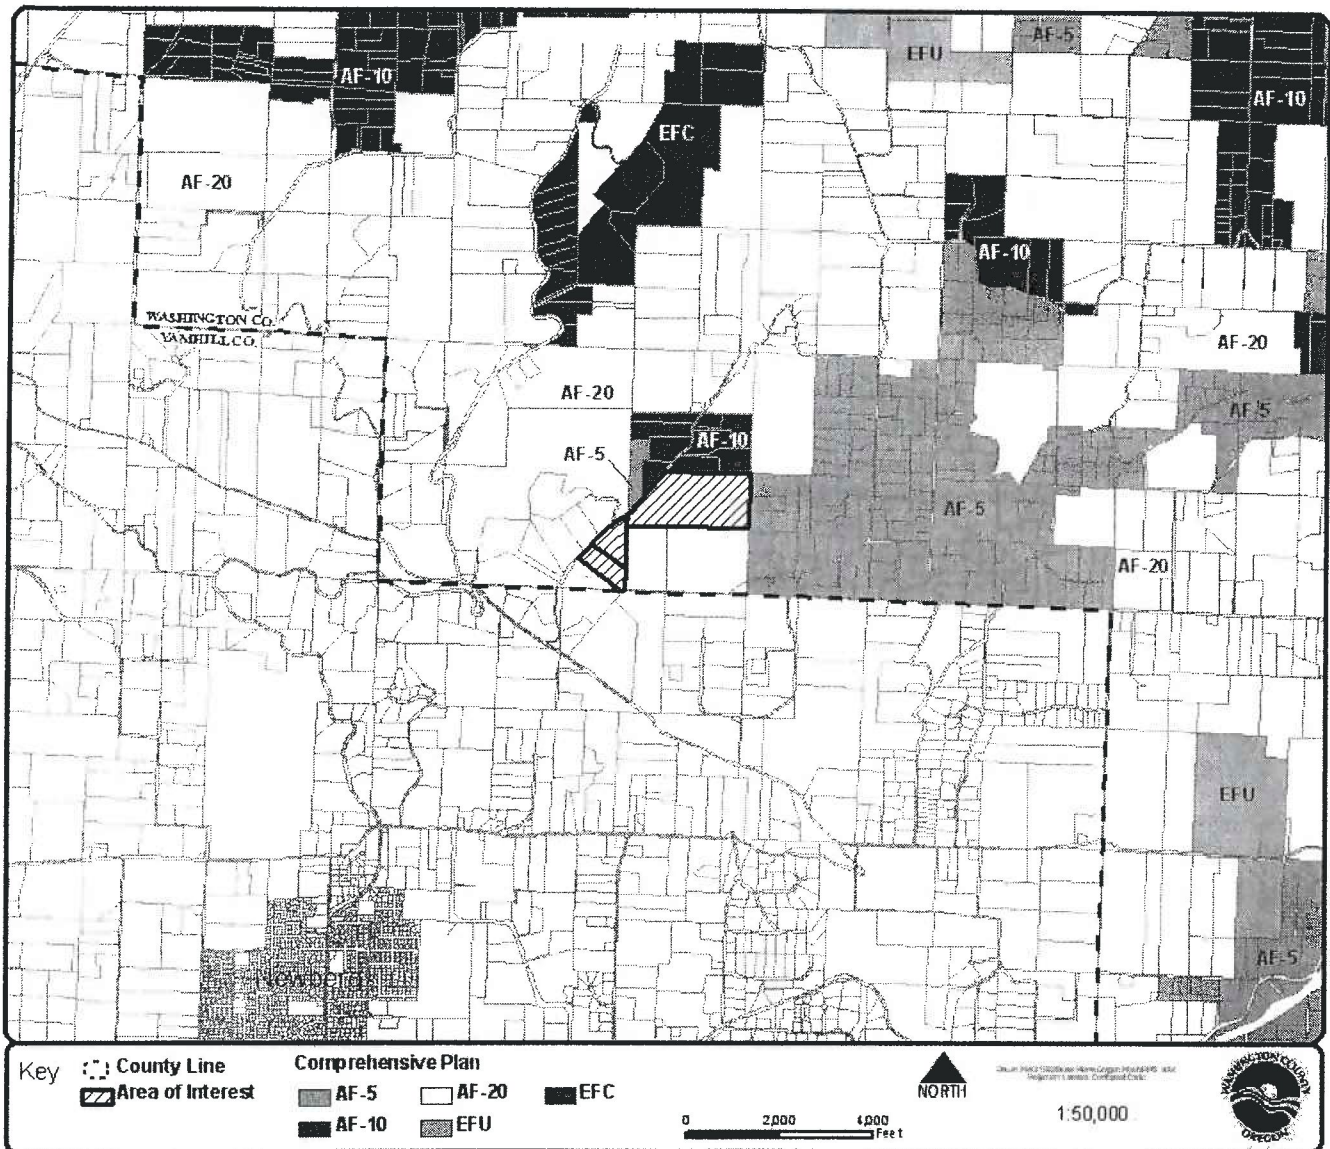 AF-5
EFU
AF-10
AF-10
EFC
AF-20
AF-10
WASHINGTON CO.
YAMHILL CO.
AF-20
AF-20
AF-5
AF-10
AF-5
AF-5
AF-20
EFU
AF-5
Newberg
Key
County Line
Area of Interest
Comprehensive Plan
AF-5
AF-20
EFC
AF-10
EFU
0 2,000 4,000
Feet
NORTH
1:50,000
WASHINGTON COUNTY
OREGON